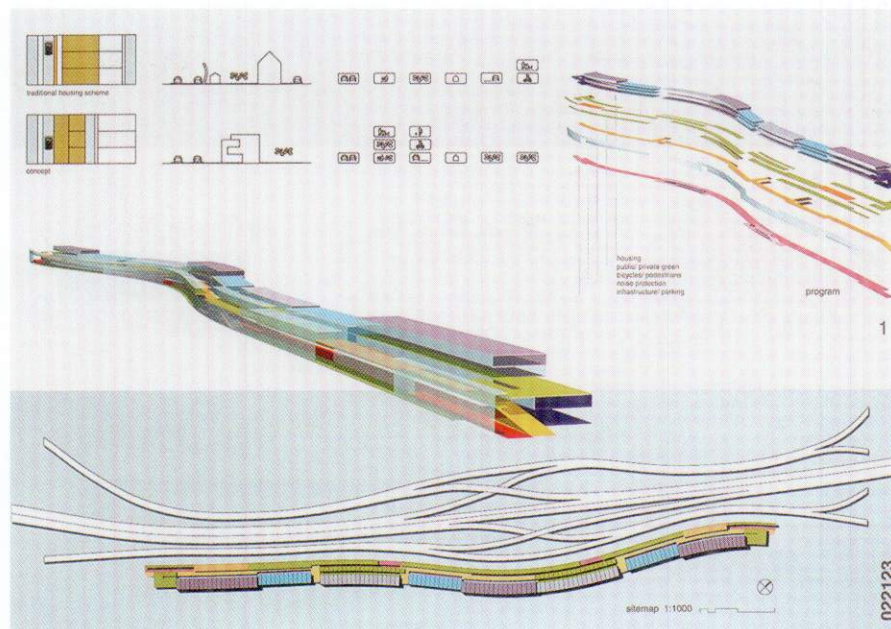 traditional housing scheme
concept
housing
public/ private green
bicycles/ pedestrians
noise protection
infrastructure/ parking
program
1
sitemap 1:1000
022123